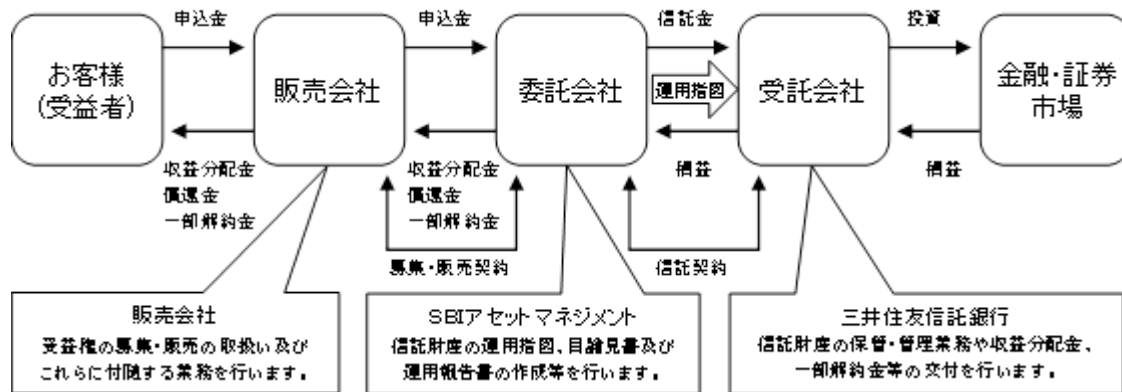 申込金
申込金
信託金
投資
お客様
(受益者)
販売会社
委託会社
運用指図
受託会社
金融・証券
市場
収益分配金
償還金
一部解約金
収益分配金
償還金
一部解約金
損益
損益
募集・販売契約
信託契約
販売会社
受益権の募集・販売の取扱い及び
これらに付随する業務を行います。
SBIアセットマネジメント
信託財産の運用指図、目論見書及び
運用報告書の作成等を行います。
三井住友信託銀行
信託財産の保管・管理業務や収益分配金、
一部解約金等の交付を行います。